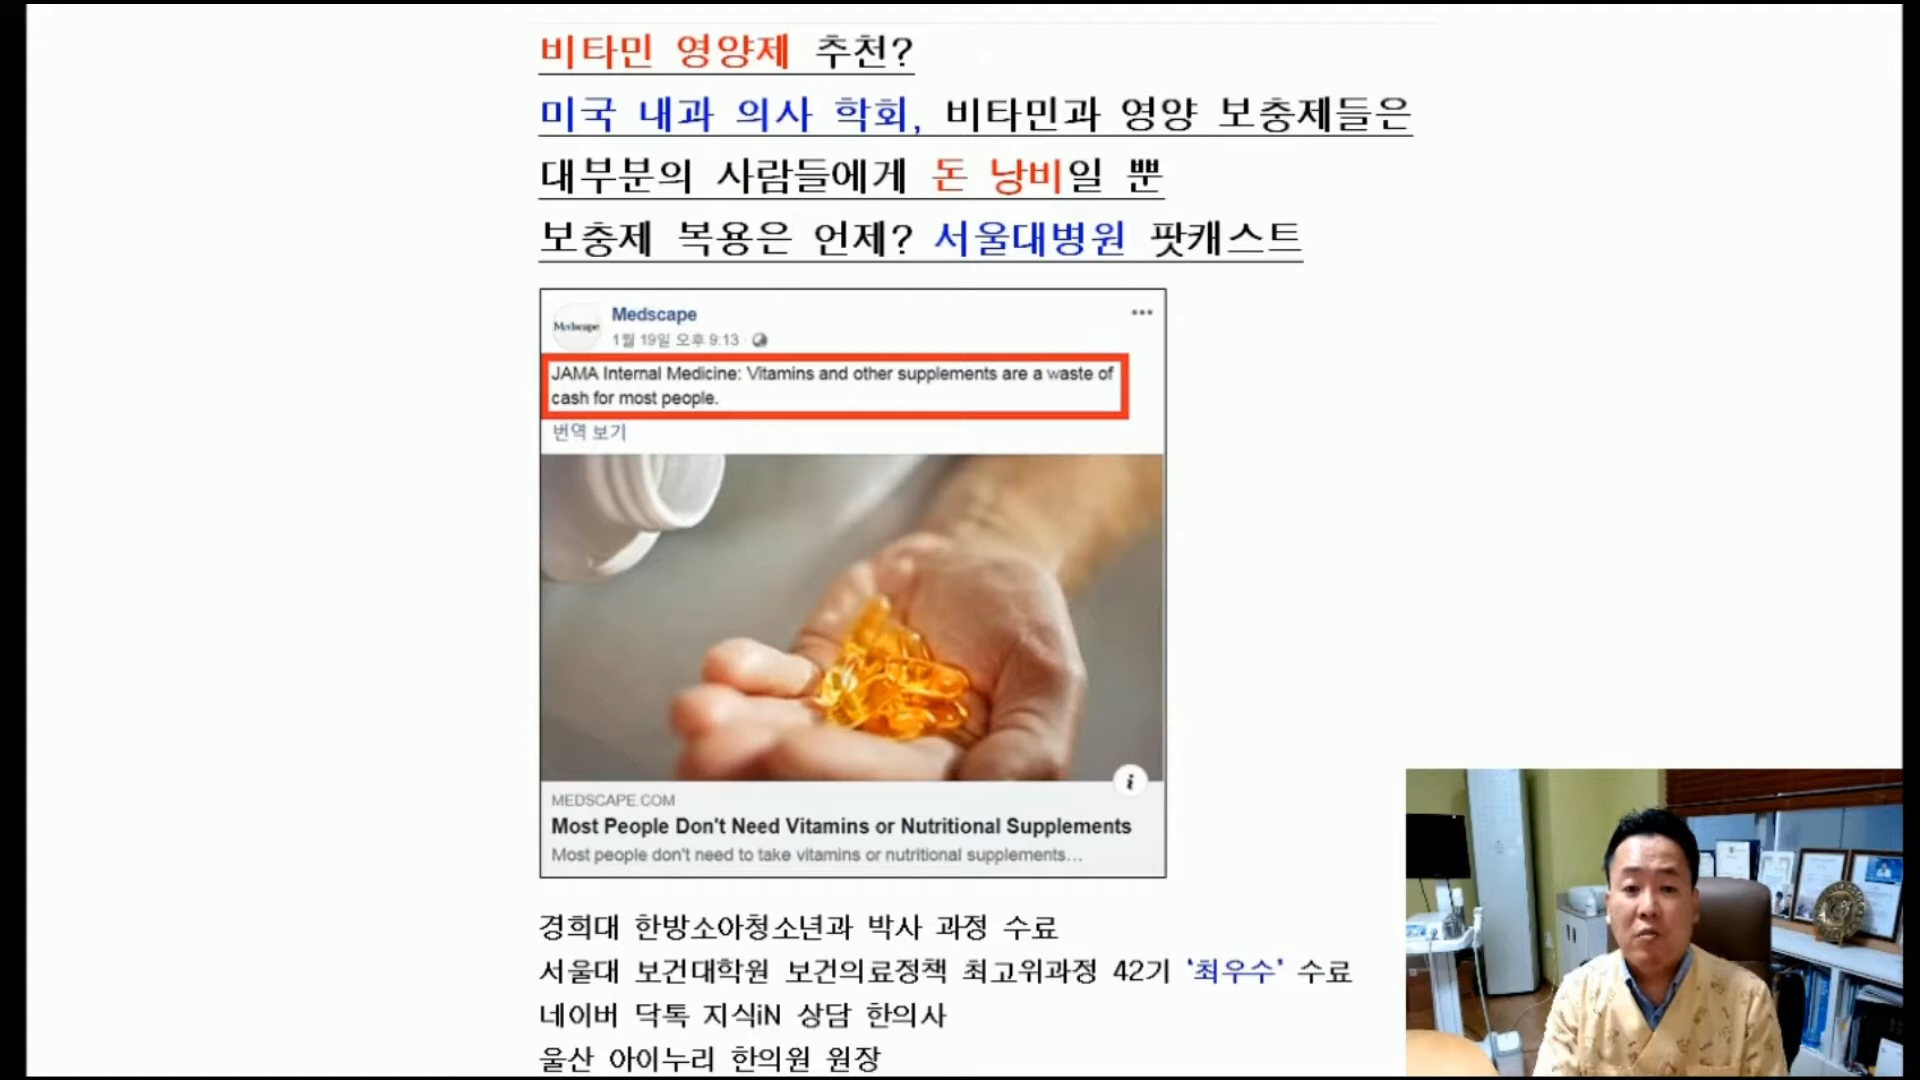 비타민 영양제 추천?
미국 내과 의사 학회, 비타민과 영양 보충제들은
대부분의 사람들에게 돈 낭비일 뿐
보충제 복용은 언제? 서울대병원 팟캐스트
Medscape
Medscape
1월 19일 오후 9:13
JAMA Internal Medicine: Vitamins and other supplements are a waste of
cash for most people.
번역 보기
MEDSCAPE.COM
Most People Don't Need Vitamins or Nutritional Supplements
Most people don't need to take vitamins or nutritional supplements...
경희대 한방소아청소년과 박사 과정 수료
서울대 보건대학원 보건의료정책 최고위과정 42기 '최우수' 수료
네이버 닥톡 지식iN 상담 한의사
울산 아이누리 한의원 원장